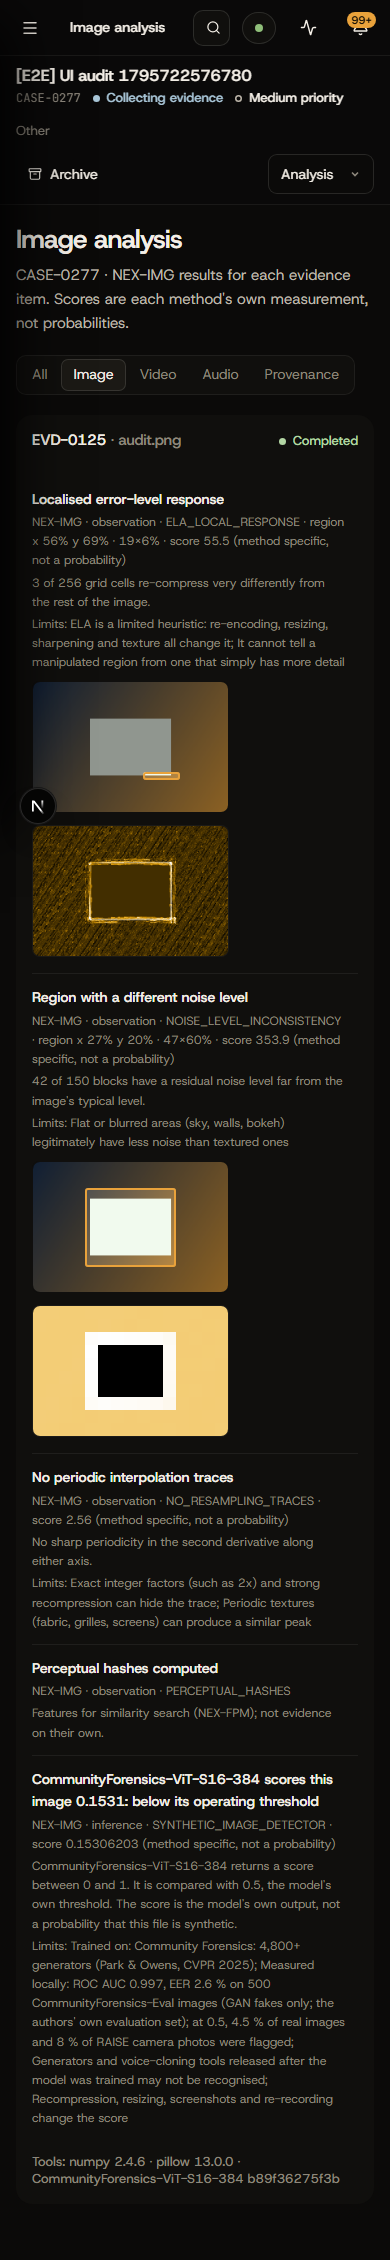 Image analysis
99+
[E2E] UI audit 1795722576780
CASE-0277 Collecting evidence Medium priority
Other
Archive Analysis
Image analysis
CASE-0277 · NEX-IMG results for each evidence
item. Scores are each method's own measurement,
not probabilities.
All Image Video Audio Provenance
EVD-0125 · audit.png Completed
Localised error-level response
NEX-IMG · observation · ELA_LOCAL_RESPONSE · region
x 56% y 69% · 19×6% · score 55.5 (method specific,
not a probability)
3 of 256 grid cells re-compress very differently from
the rest of the image.
Limits: ELA is a limited heuristic: re-encoding, resizing,
sharpening and texture all change it; It cannot tell a
manipulated region from one that simply has more detail
N
Region with a different noise level
NEX-IMG · observation · NOISE_LEVEL_INCONSISTENCY
· region x 27% y 20% · 47×60% · score 353.9 (method
specific, not a probability)
42 of 150 blocks have a residual noise level far from the
image's typical level.
Limits: Flat or blurred areas (sky, walls, bokeh)
legitimately have less noise than textured ones
No periodic interpolation traces
NEX-IMG · observation · NO_RESAMPLING_TRACES ·
score 2.56 (method specific, not a probability)
No sharp periodicity in the second derivative along
either axis.
Limits: Exact integer factors (such as 2x) and strong
recompression can hide the trace; Periodic textures
(fabric, grilles, screens) can produce a similar peak
Perceptual hashes computed
NEX-IMG · observation · PERCEPTUAL_HASHES
Features for similarity search (NEX-FPM); not evidence
on their own.
CommunityForensics-ViT-S16-384 scores this
image 0.1531: below its operating threshold
NEX-IMG · inference · SYNTHETIC_IMAGE_DETECTOR ·
score 0.15306203 (method specific, not a probability)
CommunityForensics-ViT-S16-384 returns a score
between 0 and 1. It is compared with 0.5, the model's
own threshold. The score is the model's own output, not
a probability that this file is synthetic.
Limits: Trained on: Community Forensics: 4,800+
generators (Park & Owens, CVPR 2025); Measured
locally: ROC AUC 0.997, EER 2.6 % on 500
CommunityForensics-Eval images (GAN fakes only; the
authors' own evaluation set); at 0.5, 4.5 % of real images
and 8 % of RAISE camera photos were flagged;
Generators and voice-cloning tools released after the
model was trained may not be recognised;
Recompression, resizing, screenshots and re-recording
change the score
Tools: numpy 2.4.6 · pillow 13.0.0 ·
CommunityForensics-ViT-S16-384 b89f36275f3b